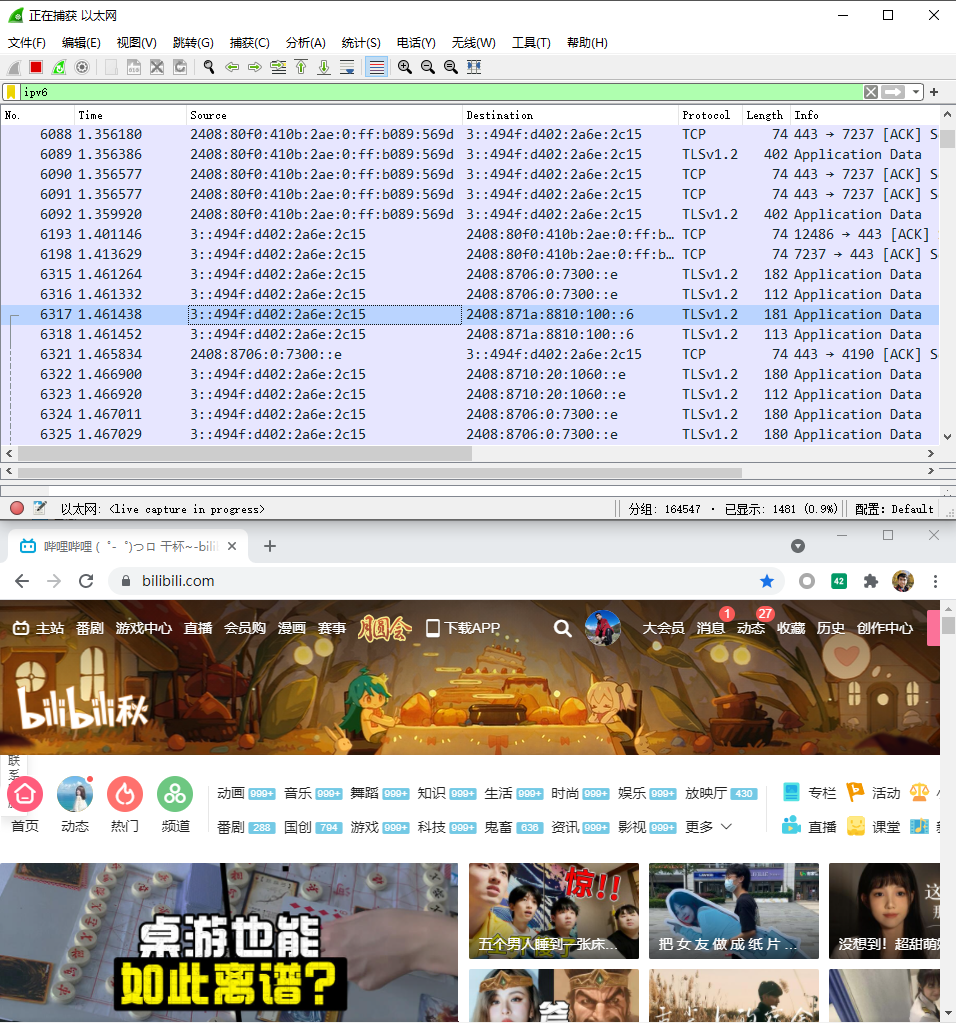 正在捕获 以太网
文件(F) 编辑(E) 视图(V) 跳转(G) 捕获(C) 分析(A) 统计(S) 电话(Y) 无线(W) 工具(T) 帮助(H)
ipv6
No. Time Source Destination Protocol Length Info
6088 1.356180 2408:80f0:410b:2ae:0:ff:b089:569d 3::494f:d402:2a6e:2c15 TCP 74 443 → 7237 [ACK] S
6089 1.356386 2408:80f0:410b:2ae:0:ff:b089:569d 3::494f:d402:2a6e:2c15 TLSv1.2 402 Application Data
6090 1.356577 2408:80f0:410b:2ae:0:ff:b089:569d 3::494f:d402:2a6e:2c15 TCP 74 443 → 7237 [ACK] S
6091 1.356577 2408:80f0:410b:2ae:0:ff:b089:569d 3::494f:d402:2a6e:2c15 TCP 74 443 → 7237 [ACK] S
6092 1.359920 2408:80f0:410b:2ae:0:ff:b089:569d 3::494f:d402:2a6e:2c15 TLSv1.2 402 Application Data
6193 1.401146 3::494f:d402:2a6e:2c15 2408:80f0:410b:2ae:0:ff:b… TCP 74 12486 → 443 [ACK]
6198 1.413629 3::494f:d402:2a6e:2c15 2408:80f0:410b:2ae:0:ff:b… TCP 74 7237 → 443 [ACK] S
6315 1.461264 3::494f:d402:2a6e:2c15 2408:8706:0:7300::e TLSv1.2 182 Application Data
6316 1.461332 3::494f:d402:2a6e:2c15 2408:8706:0:7300::e TLSv1.2 112 Application Data
6317 1.461438 3::494f:d402:2a6e:2c15 2408:871a:8810:100::6 TLSv1.2 181 Application Data
6318 1.461452 3::494f:d402:2a6e:2c15 2408:871a:8810:100::6 TLSv1.2 113 Application Data
6321 1.465834 2408:8706:0:7300::e 3::494f:d402:2a6e:2c15 TCP 74 443 → 4190 [ACK] S
6322 1.466900 3::494f:d402:2a6e:2c15 2408:8710:20:1060::e TLSv1.2 180 Application Data
6323 1.466920 3::494f:d402:2a6e:2c15 2408:8710:20:1060::e TLSv1.2 112 Application Data
6324 1.467011 3::494f:d402:2a6e:2c15 2408:8706:0:7300::e TLSv1.2 180 Application Data
6325 1.467029 3::494f:d402:2a6e:2c15 2408:8706:0:7300::e TLSv1.2 180 Application Data
以太网: <live capture in progress> 分组: 164547 · 已显示: 1481 (0.9%) 配置: Default
哔哩哔哩 ( ゜- ゜)つロ 干杯~-bili
bilibili.com 42
主站 番剧 游戏中心 直播 会员购 漫画 赛事 月圆会 下载APP 大会员 消息 1 动态 27 收藏 历史 创作中心
bilibili秋
联系
首页 动态 热门 频道
动画 999+ 音乐 999+ 舞蹈 999+ 知识 999+ 生活 999+ 时尚 999+ 娱乐 999+ 放映厅 430 专栏 活动
番剧 288 国创 794 游戏 999+ 科技 999+ 鬼畜 636 资讯 999+ 影视 999+ 更多 直播 课堂
桌游也能
如此离谱?
惊!!
五个男人睡到一张床...
把女友做成纸片...
这
没想到！超甜萌